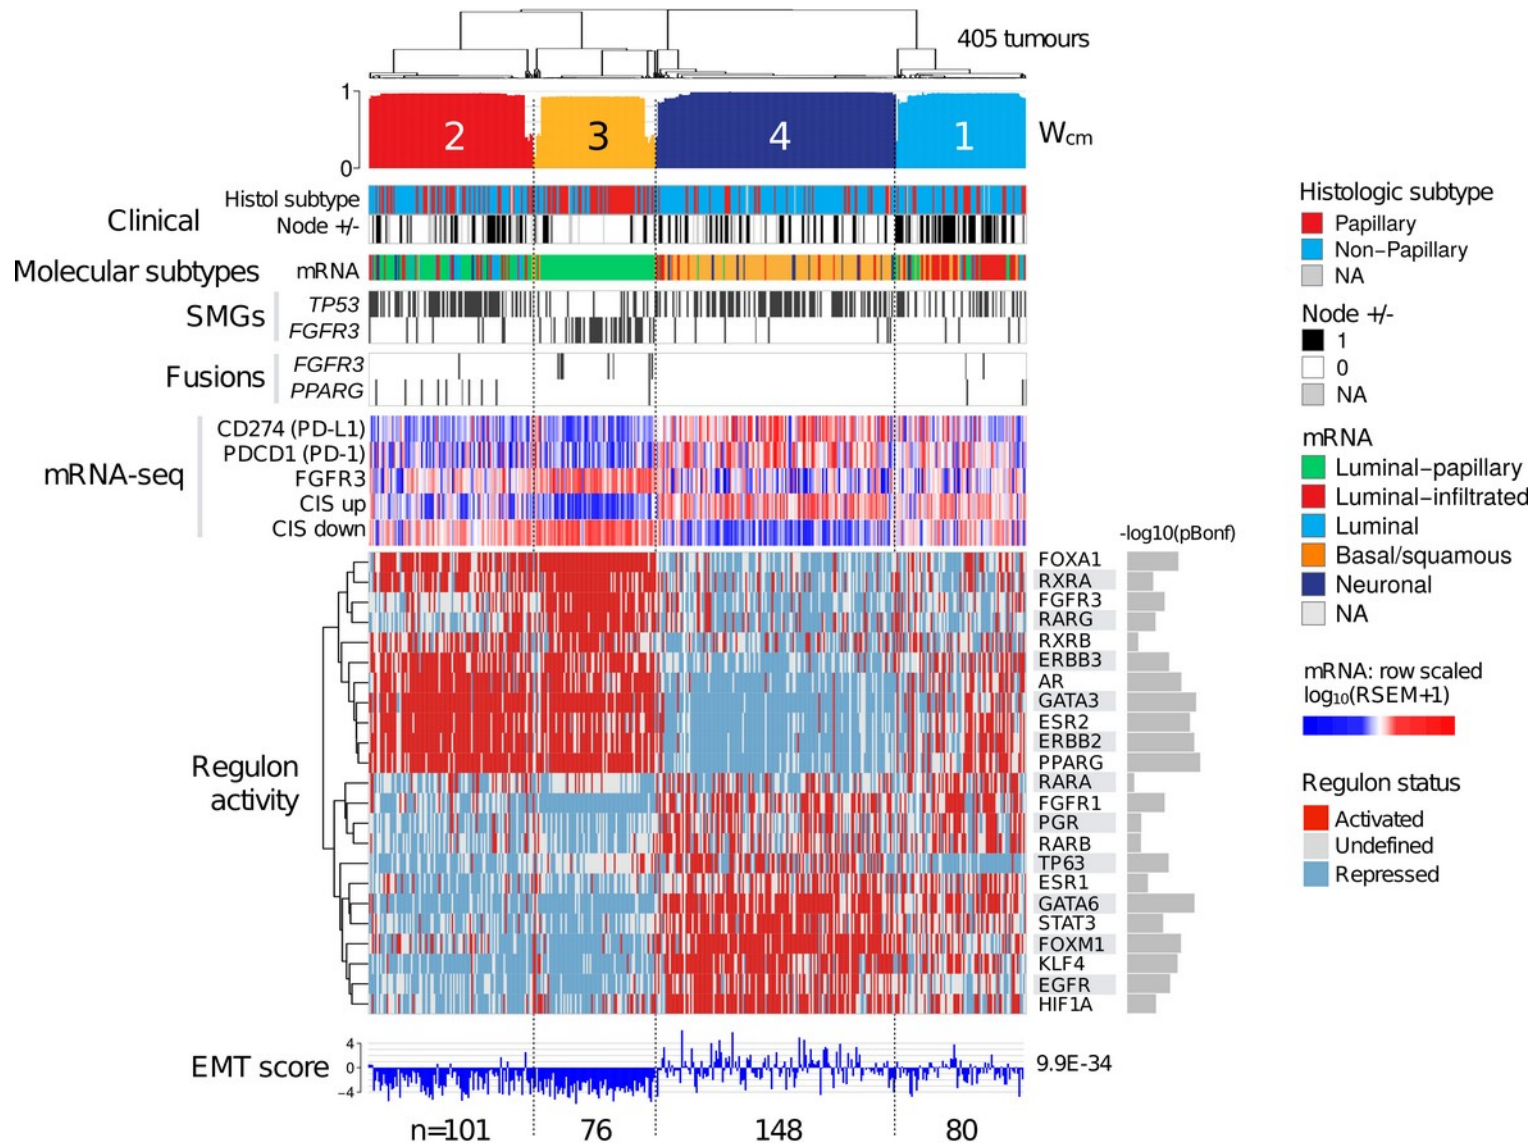 405 tumours
1
0
2
3
4
1
Wcm
Clinical
Histol subtype
Node +/-
Molecular subtypes
mRNA
SMGs
TP53
FGFR3
Fusions
FGFR3
PPARG
mRNA-seq
CD274 (PD-L1)
PDCD1 (PD-1)
FGFR3
CIS up
CIS down
-log10(pBonf)
Regulon
activity
FOXA1
RXRA
FGFR3
RARG
RXRB
ERBB3
AR
GATA3
ESR2
ERBB2
PPARG
RARA
FGFR1
PGR
RARB
TP63
ESR1
GATA6
STAT3
FOXM1
KLF4
EGFR
HIF1A
EMT score
4
0
−4
9.9E-34
n=101
76
148
80
Histologic subtype
Papillary
Non−Papillary
NA
Node +/-
1
0
NA
mRNA
Luminal−papillary
Luminal−infiltrated
Luminal
Basal/squamous
Neuronal
NA
mRNA: row scaled
log₁₀(RSEM+1)
Regulon status
Activated
Undefined
Repressed